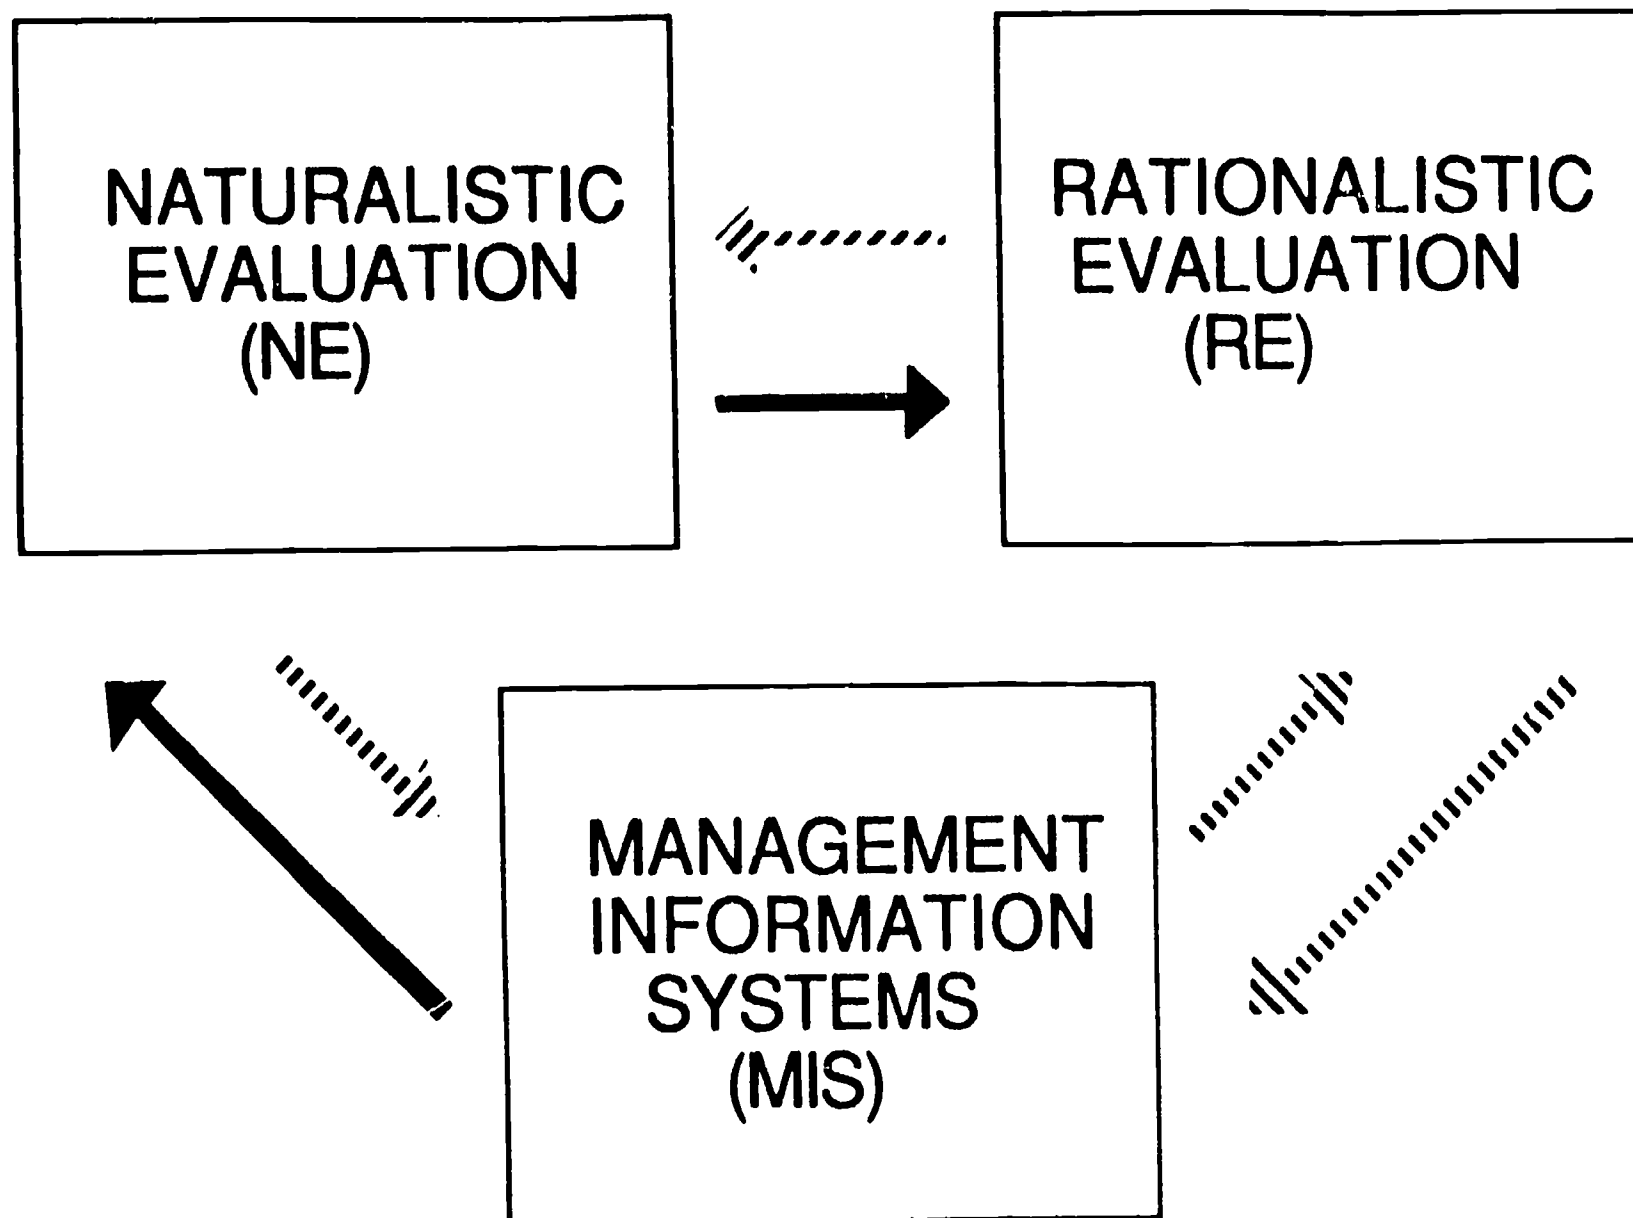 NATURALISTIC
EVALUATION
(NE)
RATIONALISTIC
EVALUATION
(RE)
MANAGEMENT
INFORMATION
SYSTEMS
(MIS)